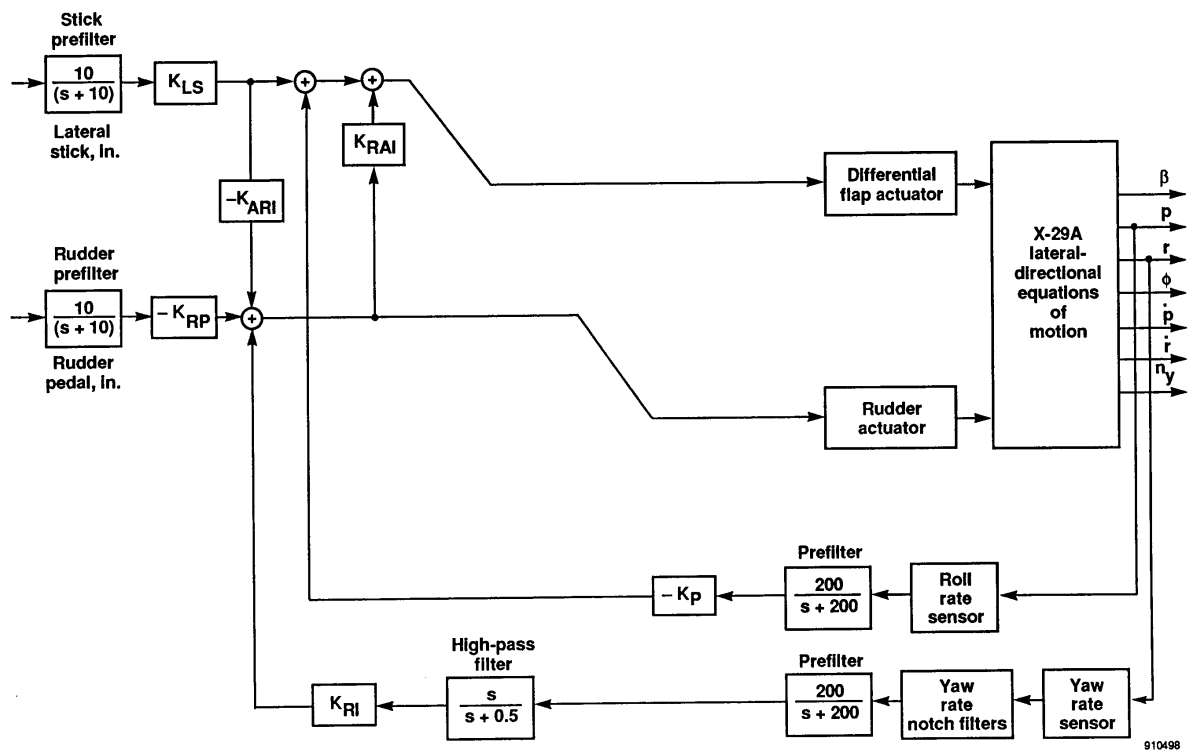 Stick
prefilter
10
(s + 10)
Lateral
stick, in.
K_LS
-K_ARI
K_RAI
Rudder
prefilter
10
(s + 10)
Rudder
pedal, in.
- K_RP
+
+
+
Differential
flap actuator
Rudder
actuator
X-29A
lateral-
directional
equations
of
motion
β
p
r
ϕ
ṗ
ṙ
n_y
- K_P
Prefilter
200
s + 200
Roll
rate
sensor
K_RI
High-pass
filter
s
s + 0.5
Prefilter
200
s + 200
Yaw
rate
notch filters
Yaw
rate
sensor
910498